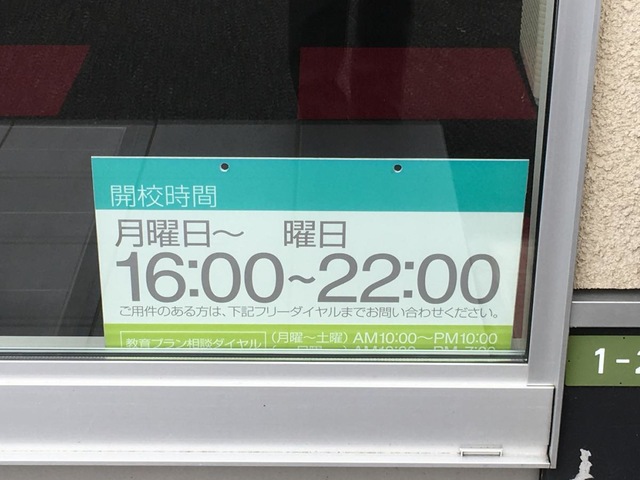 開校時間
月曜日～　曜日
16:00~22:00
ご用件のある方は、下記フリーダイヤルまでお問い合わせください。
教育プラン相談ダイヤル
(月曜～土曜) AM10:00～PM10:00
1-2